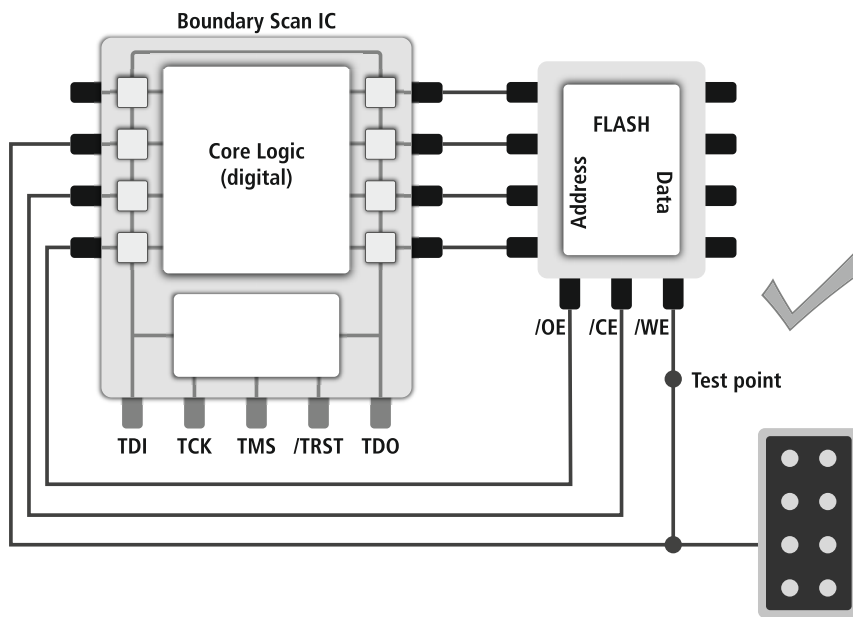 Boundary Scan IC
Core Logic
(digital)
FLASH
Address
Data
/OE
/CE
/WE
Test point
TDI
TCK
TMS
/TRST
TDO